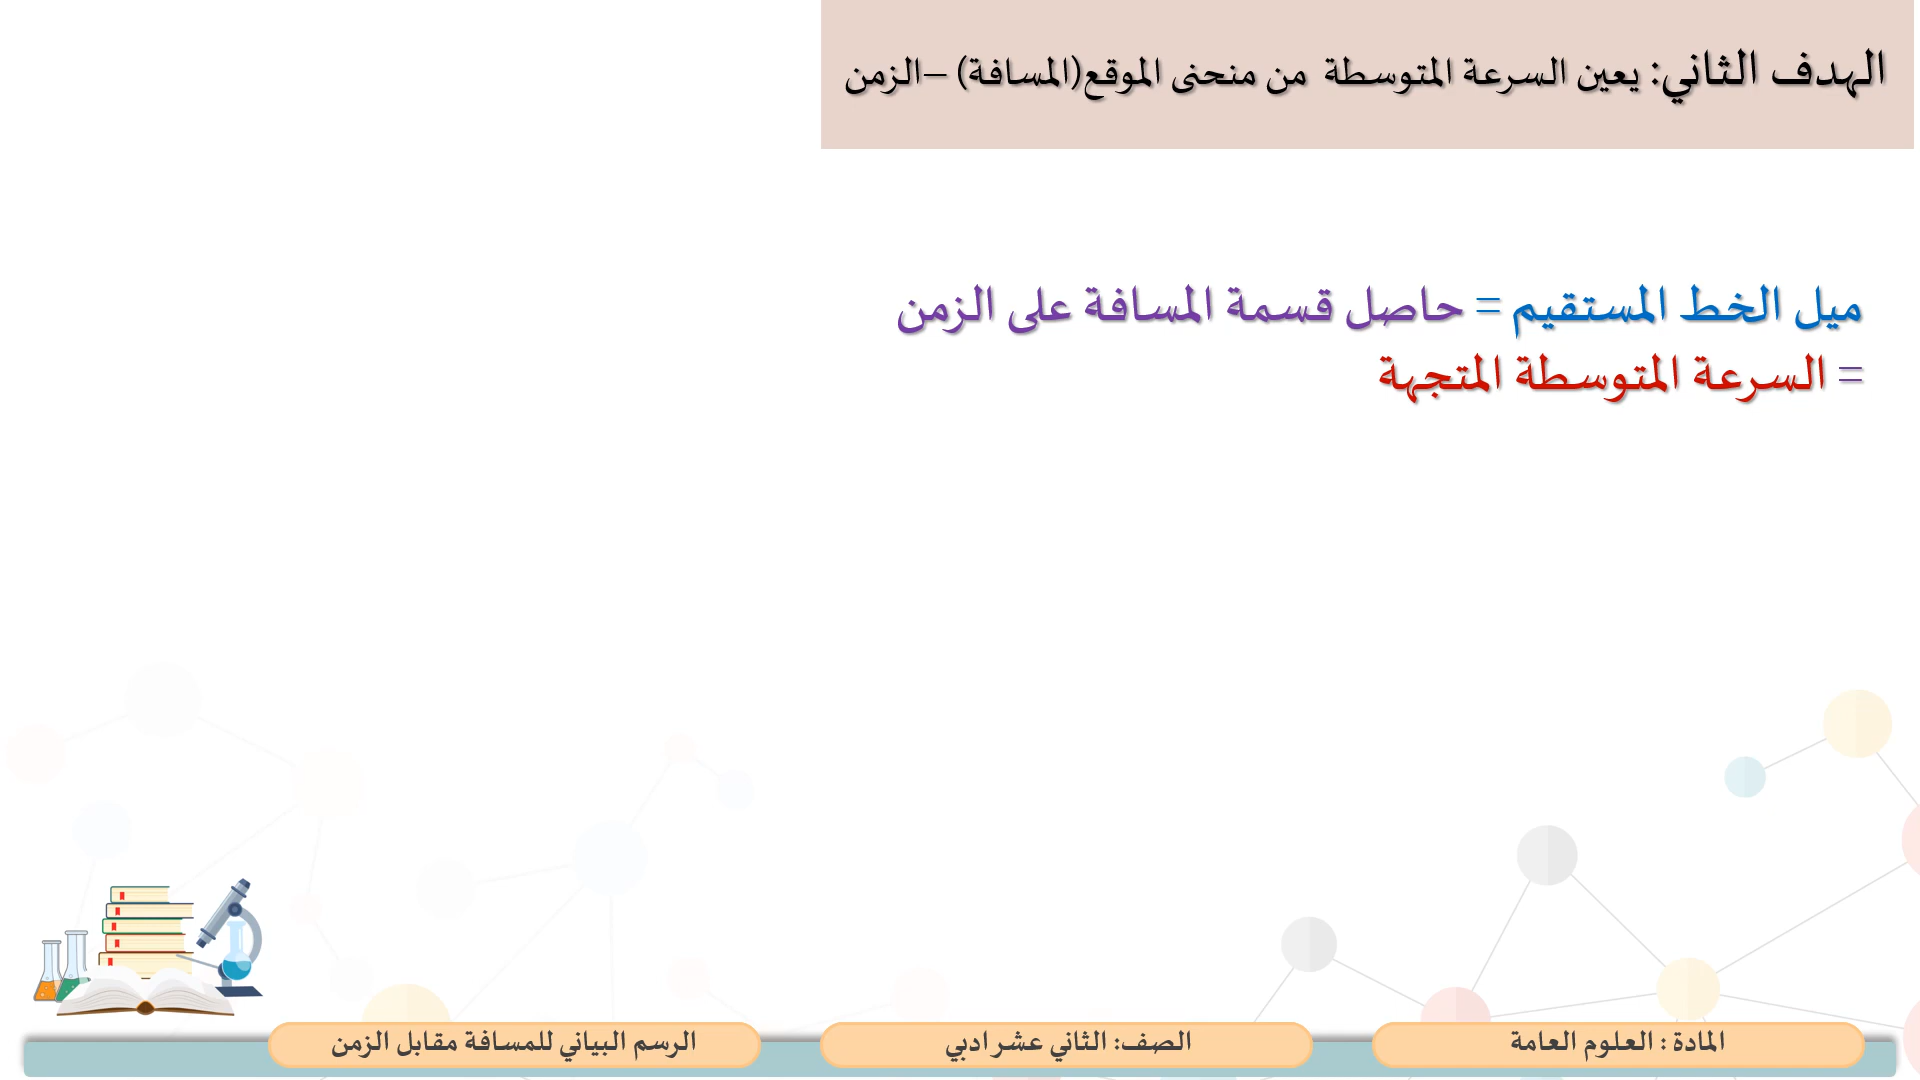 الهدف الثاني: يعين السرعة المتوسطة من منحنى الموقع(المسافة) –الزمن
ميل الخط المستقيم = حاصل قسمة المسافة على الزمن
= السرعة المتوسطة المتجهة
المادة : العلوم العامة
الصف: الثاني عشر ادبي
الرسم البياني للمسافة مقابل الزمن